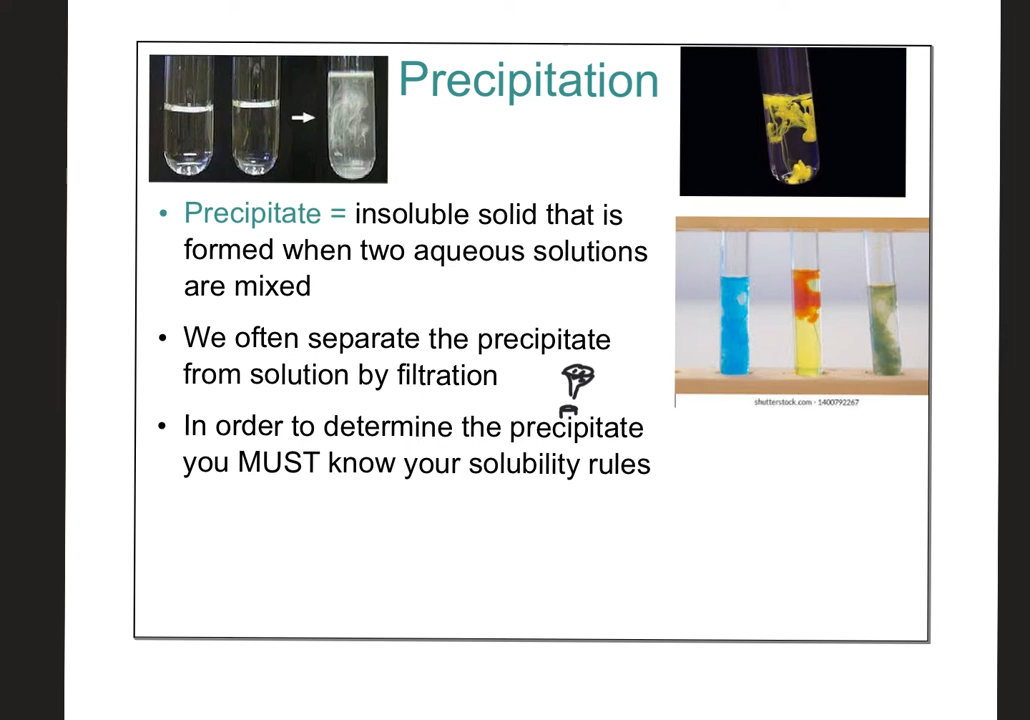 Precipitation
• Precipitate = insoluble solid that is
formed when two aqueous solutions
are mixed
• We often separate the precipitate
from solution by filtration
• In order to determine the precipitate
you MUST know your solubility rules
shutterstock.com · 1400792267